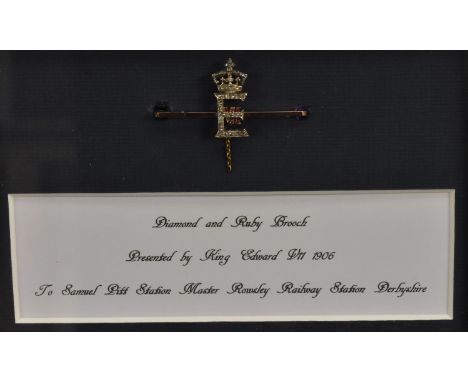 Diamond and Ruby Brooch
Presented by King Edward VII 1906
To Samuel Pitt Station Master Rowsley Railway Station Derbyshire